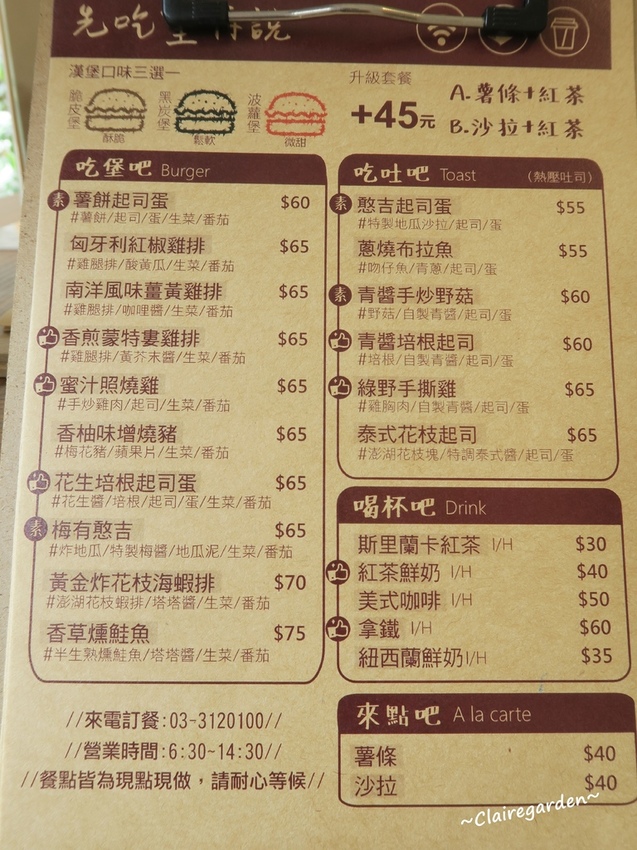 先吃堡再說
漢堡口味三選一
脆皮堡
酥脆
黑炭堡
鬆軟
波蘿堡
微甜
升級套餐
+45元
A.薯條+紅茶
B.沙拉+紅茶
吃堡吧 Burger
素 薯餅起司蛋 $60
#薯餅/起司/蛋/生菜/番茄
匈牙利紅椒雞排 $65
#雞腿排/酸黃瓜/生菜/番茄
南洋風味薑黃雞排 $65
#雞腿排/咖哩醬/生菜/番茄
香煎蒙特婁雞排 $65
#雞腿排/黃芥末醬/生菜/番茄
蜜汁照燒雞 $65
#手炒雞肉/起司/生菜/番茄
香柚味增燒豬 $65
#梅花豬/蘋果片/生菜/番茄
花生培根起司蛋 $65
#花生醬/培根/起司/蛋/生菜/番茄
素 梅有憨吉 $65
#炸地瓜/特製梅醬/地瓜泥/生菜/番茄
黃金炸花枝海蝦排 $70
#澎湖花枝蝦排/塔塔醬/生菜/番茄
香草燻鮭魚 $75
#半生熟燻鮭魚/塔塔醬/生菜/番茄
//來電訂餐:03-3120100//
//營業時間:6:30~14:30//
//餐點皆為現點現做，請耐心等候//
吃吐吧 Toast (熱壓吐司)
素 憨吉起司蛋 $55
#特製地瓜沙拉/起司/蛋
蔥燒布拉魚 $55
#吻仔魚/青蔥/起司/蛋
素 青醬手炒野菇 $60
#野菇/自製青醬/起司/蛋
青醬培根起司 $60
#培根/自製青醬/起司/蛋
綠野手撕雞 $65
#雞胸肉/自製青醬/起司/蛋
泰式花枝起司 $65
#澎湖花枝塊/特調泰式醬/起司/蛋
喝杯吧 Drink
斯里蘭卡紅茶 I/H $30
紅茶鮮奶 I/H $40
美式咖啡 I/H $50
拿鐵 I/H $60
紐西蘭鮮奶 I/H $35
來點吧 A la carte
薯條 $40
沙拉 $40
~Clairegarden~